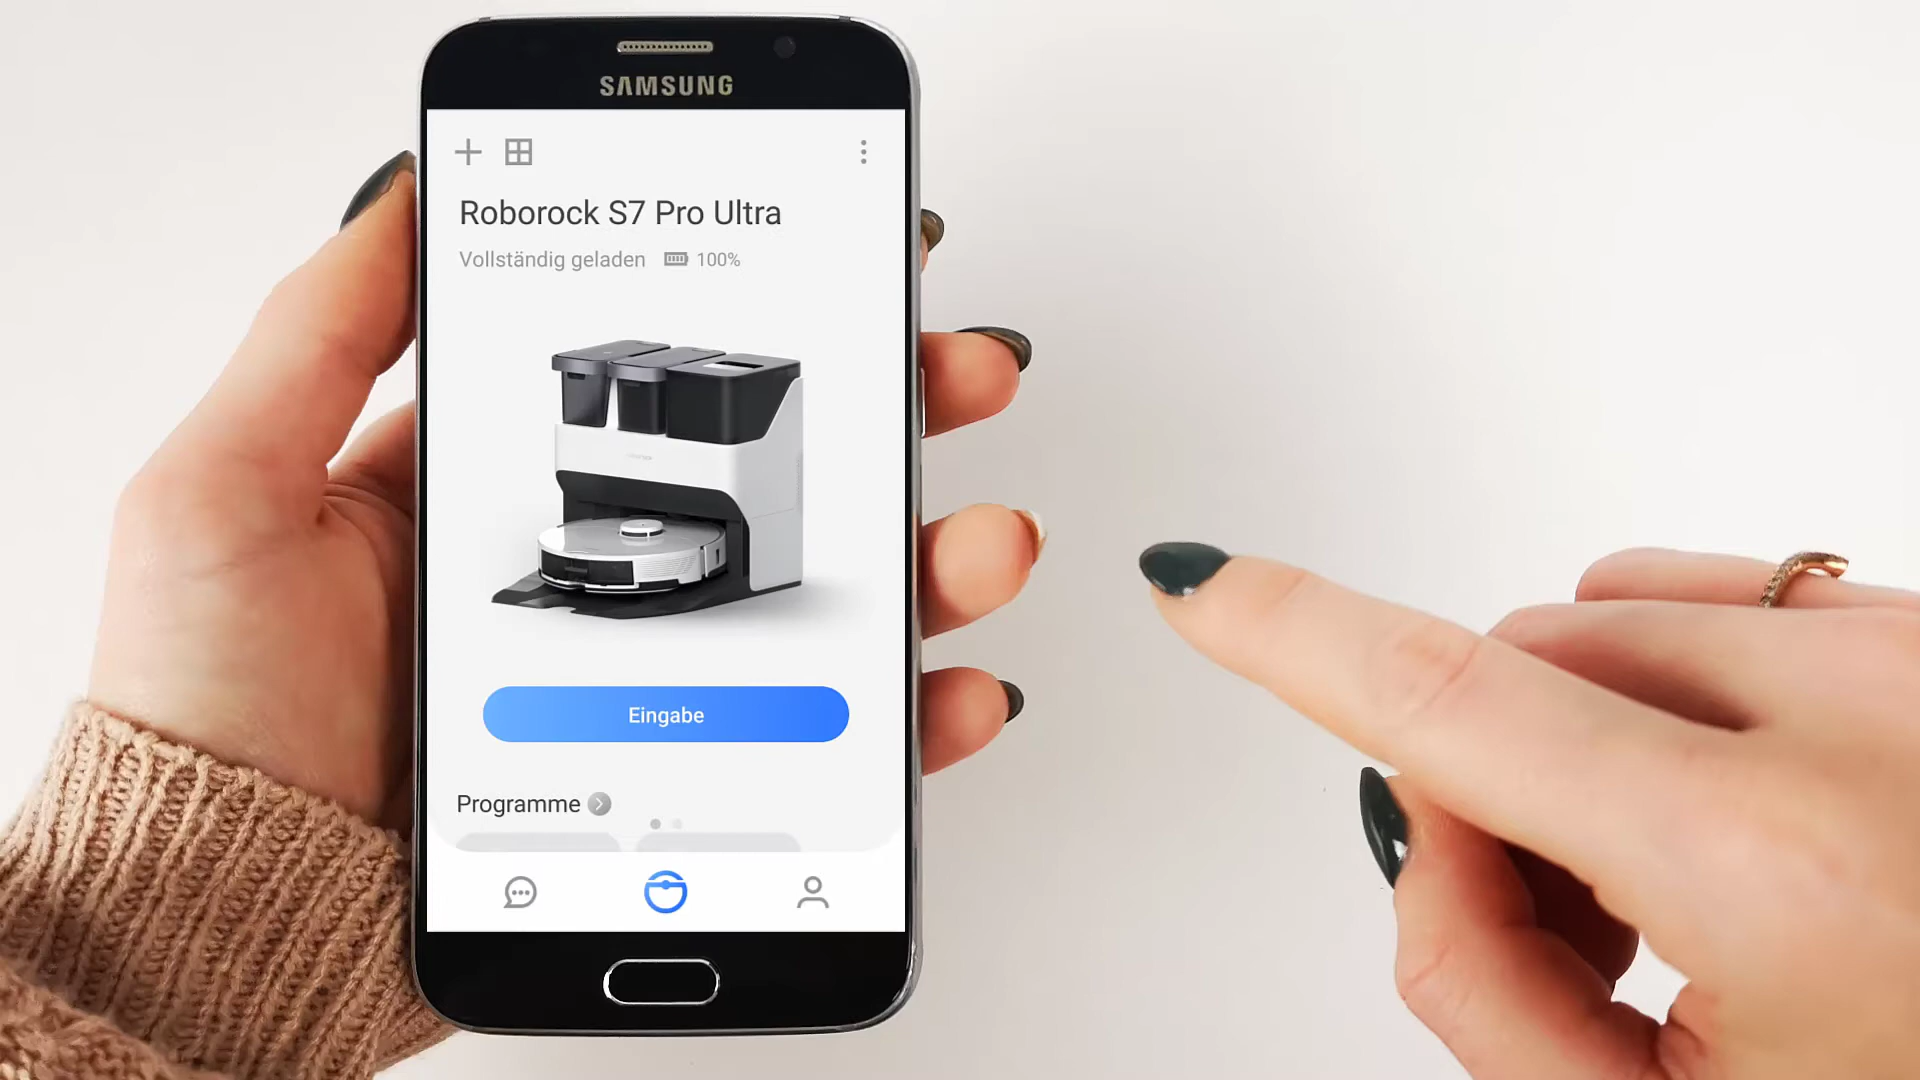 SAMSUNG
Roborock S7 Pro Ultra
Vollständig geladen 100%
Eingabe
Programme